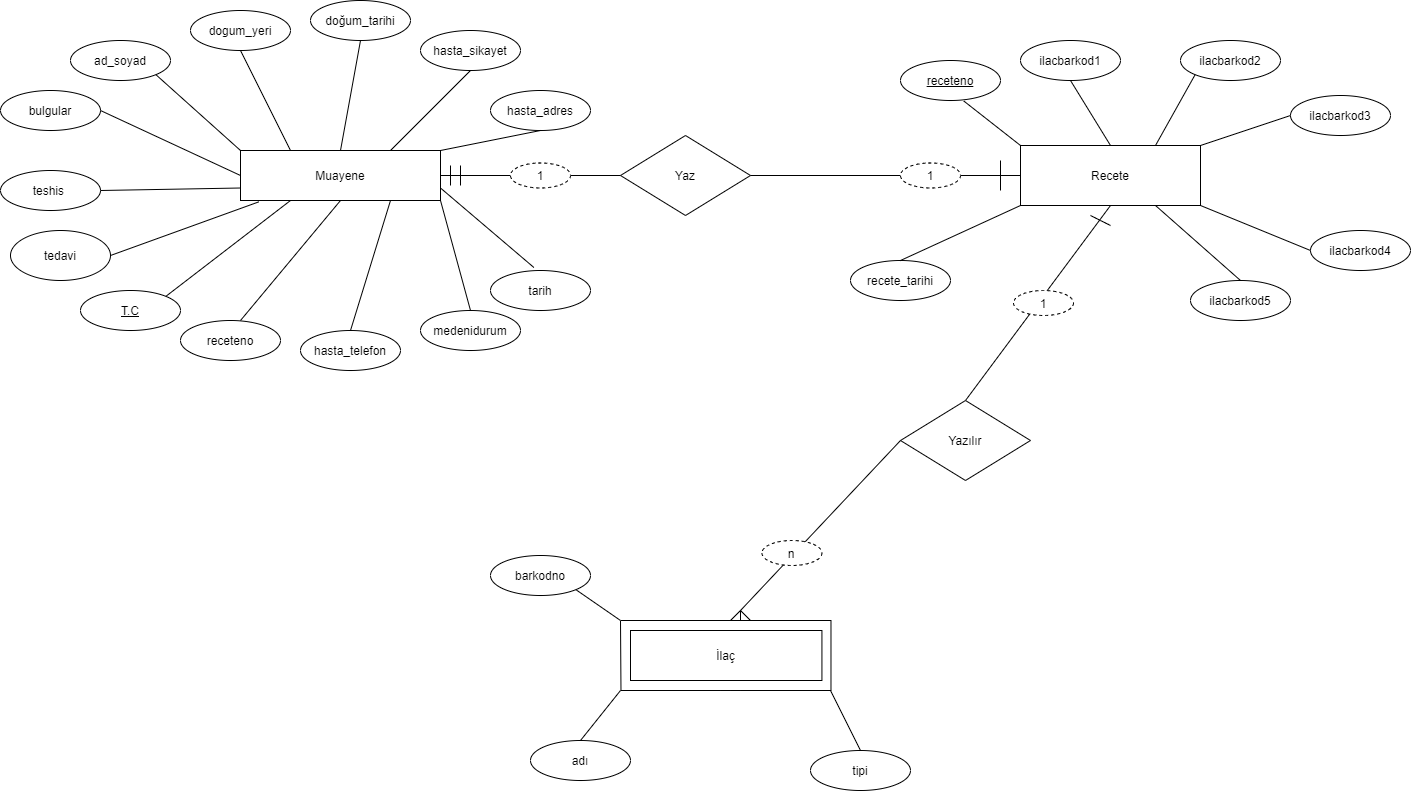 doğum_tarihi
dogum_yeri
hasta_sikayet
ad_soyad
ilacbarkod1
ilacbarkod2
receteno
bulgular
hasta_adres
ilacbarkod3
Muayene
1
Yaz
1
Recete
teshis
tedavi
ilacbarkod4
recete_tarihi
tarih
ilacbarkod5
1
T.C
medenidurum
receteno
hasta_telefon
Yazılır
n
barkodno
İlaç
adı
tipi